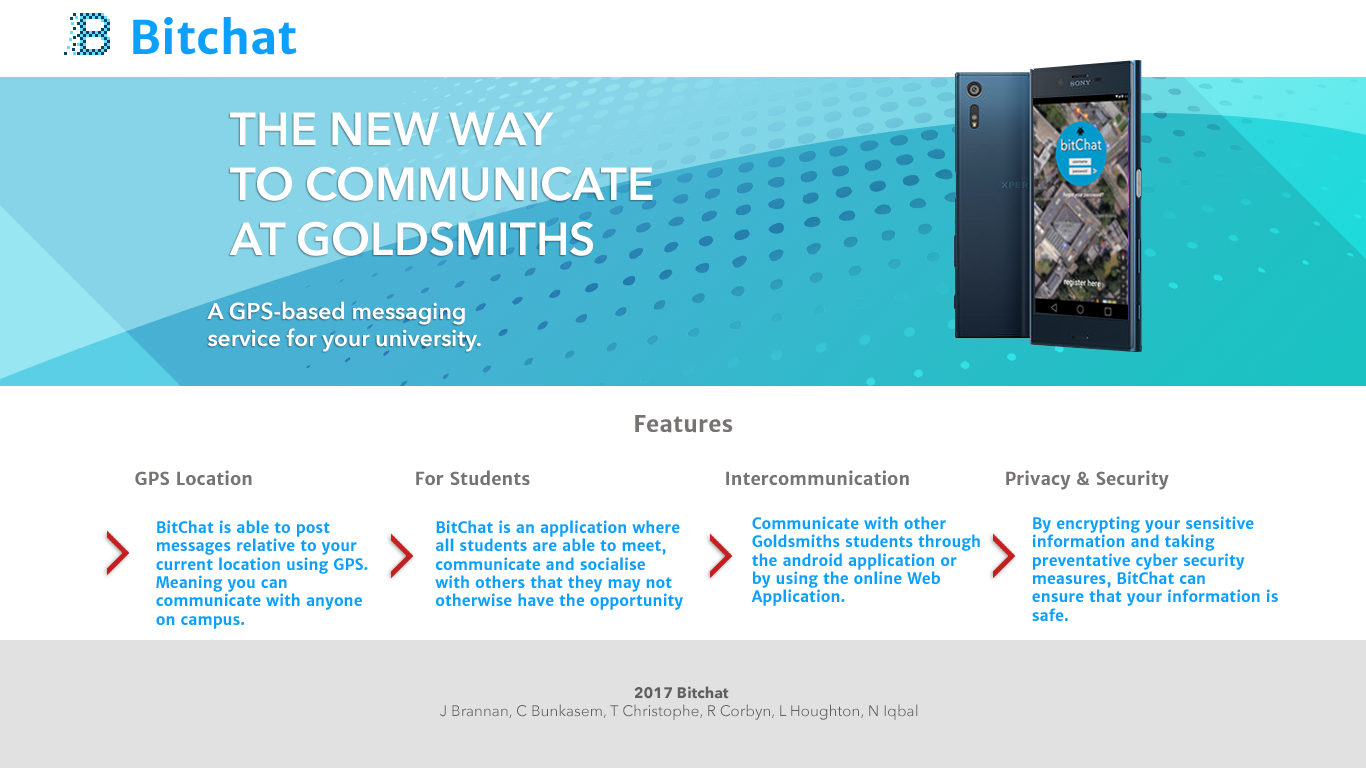 Bitchat
THE NEW WAY
TO COMMUNICATE
AT GOLDSMITHS
A GPS-based messaging
service for your university.
SONY
XPER
bitChat
username
password
forgot your password?
register here
Features
GPS Location
BitChat is able to post
messages relative to your
current location using GPS.
Meaning you can
communicate with anyone
on campus.
For Students
BitChat is an application where
all students are able to meet,
communicate and socialise
with others that they may not
otherwise have the opportunity
Intercommunication
Communicate with other
Goldsmiths students through
the android application or
by using the online Web
Application.
Privacy & Security
By encrypting your sensitive
information and taking
preventative cyber security
measures, BitChat can
ensure that your information is
safe.
2017 Bitchat
J Brannan, C Bunkasem, T Christophe, R Corbyn, L Houghton, N Iqbal